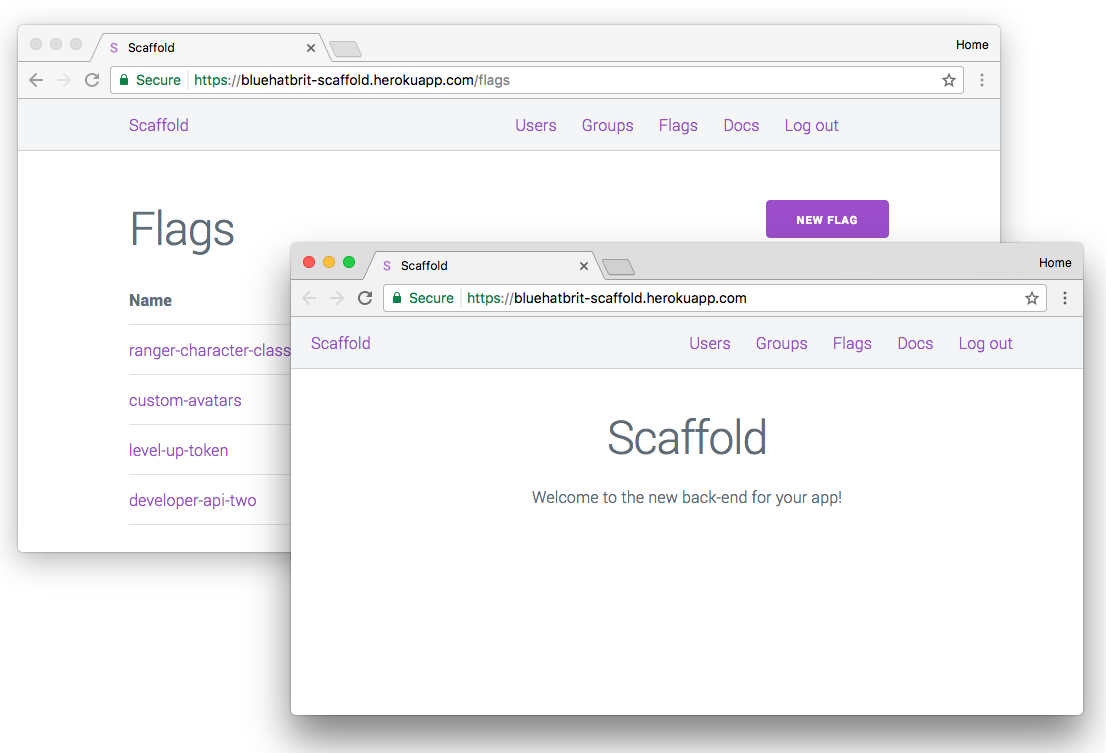 S Scaffold
Home
Secure https://bluehatbrit-scaffold.herokuapp.com/flags
Scaffold Users Groups Flags Docs Log out
Flags
NEW FLAG
Name
ranger-character-class
custom-avatars
level-up-token
developer-api-two
S Scaffold
Home
Secure https://bluehatbrit-scaffold.herokuapp.com
Scaffold Users Groups Flags Docs Log out
Scaffold
Welcome to the new back-end for your app!